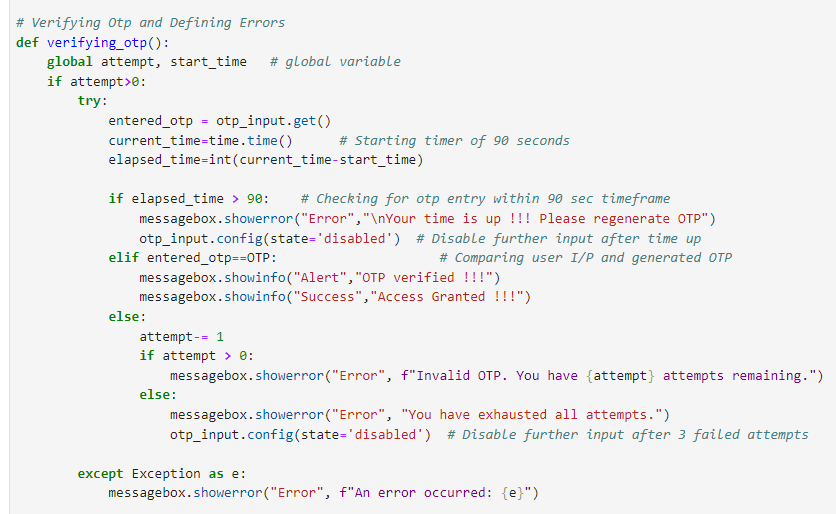 # Verifying Otp and Defining Errors
def verifying_otp():
    global attempt, start_time   # global variable
    if attempt>0:
        try:
            entered_otp = otp_input.get()
            current_time=time.time()      # Starting timer of 90 seconds
            elapsed_time=int(current_time-start_time)

            if elapsed_time > 90:    # Checking for otp entry within 90 sec timeframe
                messagebox.showerror("Error","\nYour time is up !!! Please regenerate OTP")
                otp_input.config(state='disabled')  # Disable further input after time up
            elif entered_otp==OTP:                     # Comparing user I/P and generated OTP
                messagebox.showinfo("Alert","OTP verified !!!")
                messagebox.showinfo("Success","Access Granted !!!")
            else:
                attempt-= 1
                if attempt > 0:
                    messagebox.showerror("Error", f"Invalid OTP. You have {attempt} attempts remaining.")
                else:
                    messagebox.showerror("Error", "You have exhausted all attempts.")
                    otp_input.config(state='disabled')  # Disable further input after 3 failed attempts

        except Exception as e:
            messagebox.showerror("Error", f"An error occurred: {e}")